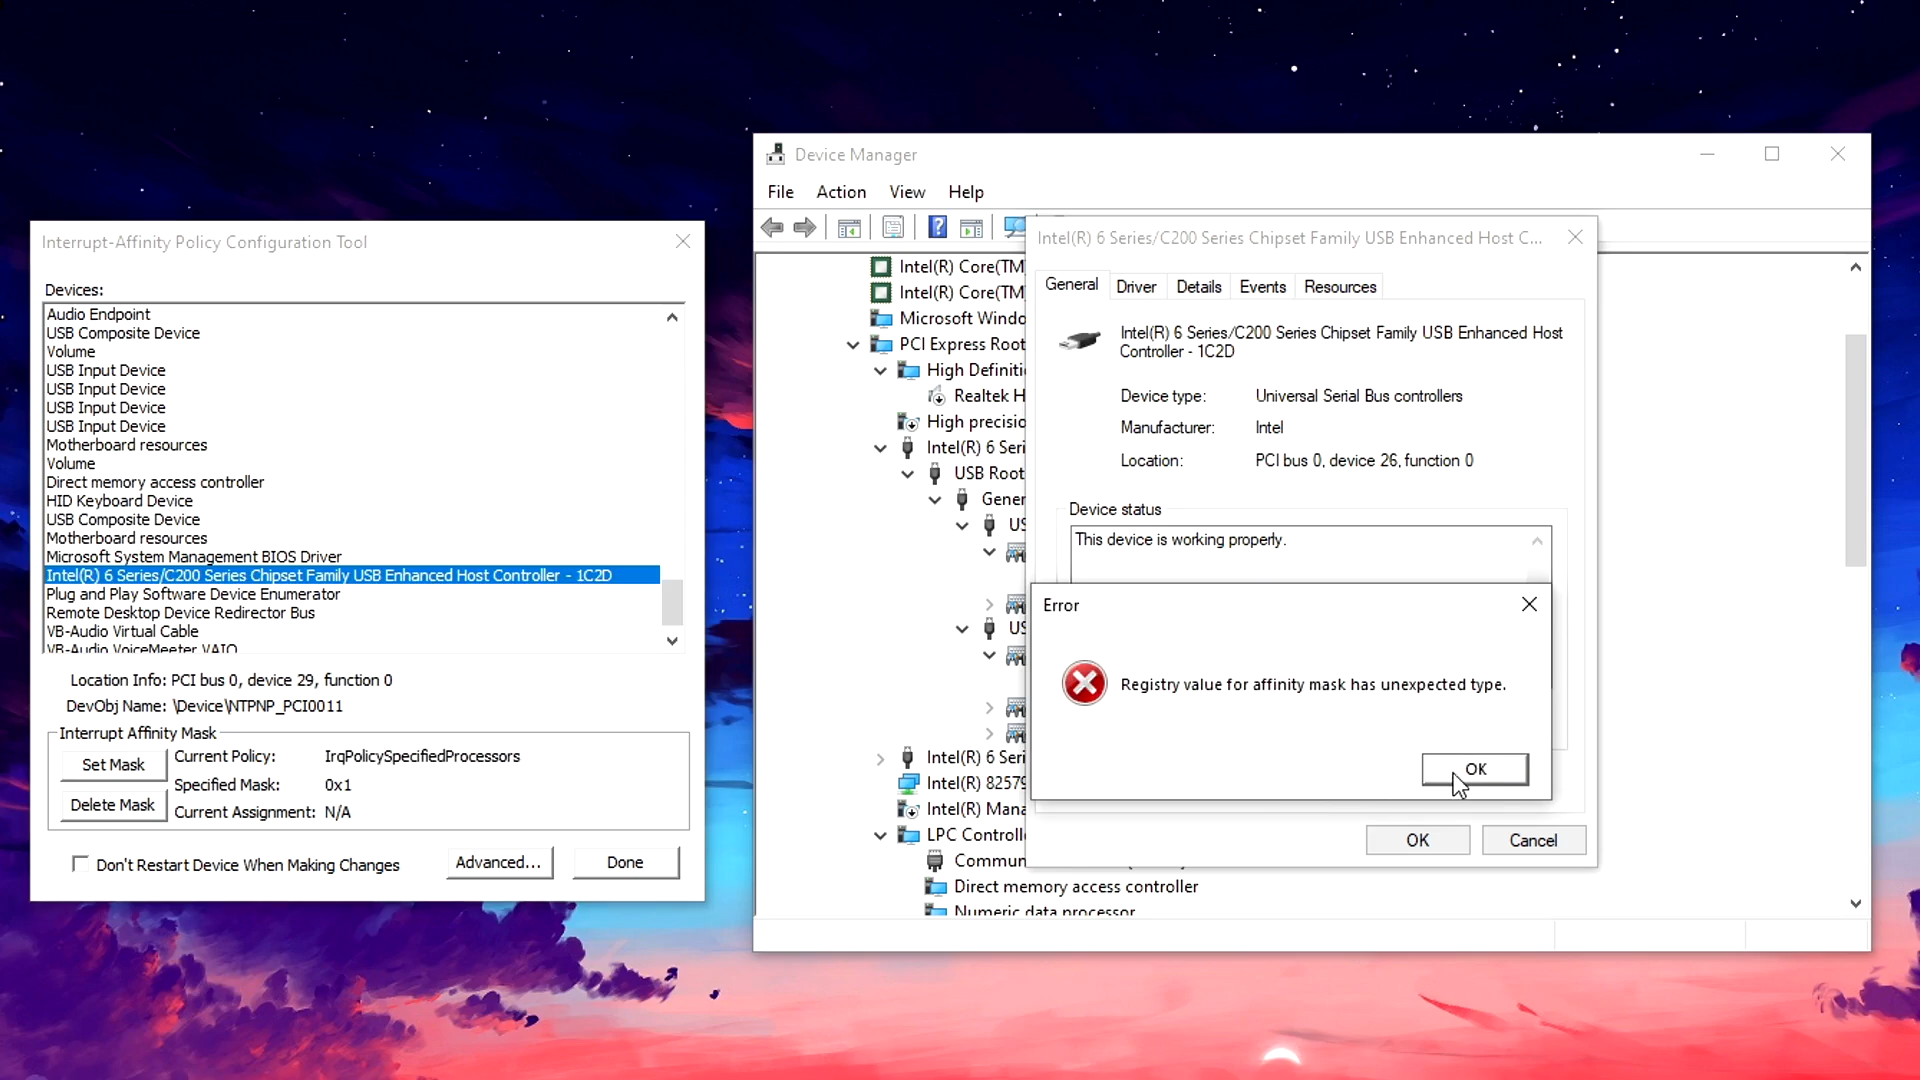 Interrupt-Affinity Policy Configuration Tool
Devices:
Audio Endpoint
USB Composite Device
Volume
USB Input Device
USB Input Device
USB Input Device
USB Input Device
Motherboard resources
Volume
Direct memory access controller
HID Keyboard Device
USB Composite Device
Motherboard resources
Microsoft System Management BIOS Driver
Intel(R) 6 Series/C200 Series Chipset Family USB Enhanced Host Controller - 1C2D
Plug and Play Software Device Enumerator
Remote Desktop Device Redirector Bus
VB-Audio Virtual Cable
VB-Audio VoiceMeeter VAIO
Location Info: PCI bus 0, device 29, function 0
DevObj Name: \Device\NTPNP_PCI0011
Interrupt Affinity Mask
Set Mask
Current Policy: IrqPolicySpecifiedProcessors
Specified Mask: 0x1
Delete Mask
Current Assignment: N/A
Don't Restart Device When Making Changes
Advanced...
Done
Device Manager
File Action View Help
Intel(R) Core(TM)
Intel(R) Core(TM)
Microsoft Windo
PCI Express Root
High Definiti
Realtek H
High precisio
Intel(R) 6 Seri
USB Root
Gener
US
US
Intel(R) 6 Seri
Intel(R) 8257
Intel(R) Mana
LPC Controlle
Commun
Direct memory access controller
Numeric data processor
Intel(R) 6 Series/C200 Series Chipset Family USB Enhanced Host C...
General Driver Details Events Resources
Intel(R) 6 Series/C200 Series Chipset Family USB Enhanced Host
Controller - 1C2D
Device type: Universal Serial Bus controllers
Manufacturer: Intel
Location: PCI bus 0, device 26, function 0
Device status
This device is working properly.
Error
Registry value for affinity mask has unexpected type.
OK
OK Cancel